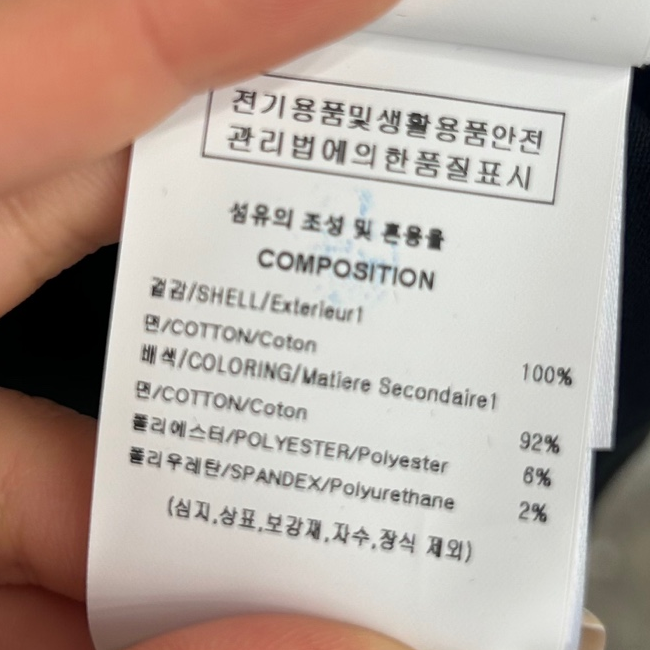 전기용품및생활용품안전
관리법에의한품질표시
섬유의 조성 및 혼용율
COMPOSITION
겉감/SHELL/Exterieur1
면/COTTON/Coton 100%
배색/COLORING/Matiere Secondaire1
면/COTTON/Coton 92%
폴리에스터/POLYESTER/Polyester 6%
폴리우레탄/SPANDEX/Polyurethane 2%
(심지,상표,보강재,자수,장식 제외)